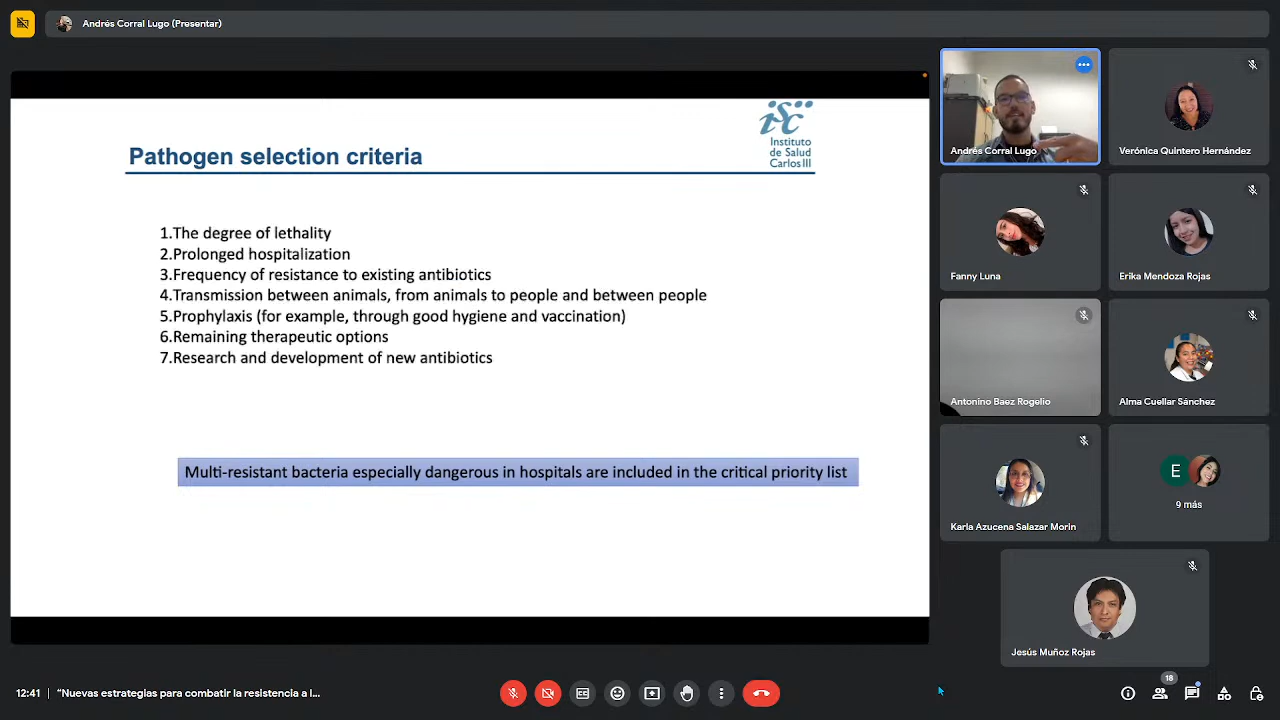 Andrés Corral Lugo (Presentar)
isc
Instituto
de Salud
Carlos III
Pathogen selection criteria
1.The degree of lethality
2.Prolonged hospitalization
3.Frequency of resistance to existing antibiotics
4.Transmission between animals, from animals to people and between people
5.Prophylaxis (for example, through good hygiene and vaccination)
6.Remaining therapeutic options
7.Research and development of new antibiotics
Multi-resistant bacteria especially dangerous in hospitals are included in the critical priority list
Andrés Corral Lugo
Verónica Quintero Hernández
Fanny Luna
Erika Mendoza Rojas
Antonino Baez Rogelio
Alma Cuellar Sánchez
Karla Azucena Salazar Morin
E
9 más
Jesús Muñoz Rojas
12:41 | "Nuevas estrategias para combatir la resistencia a l...
18